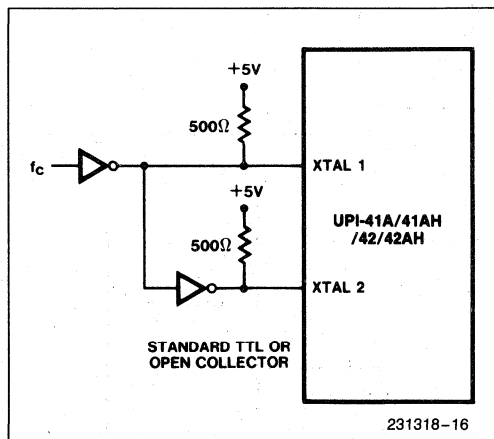 +5V
500Ω
fc
XTAL 1
+5V
UPI-41A/41AH
/42/42AH
500Ω
XTAL 2
STANDARD TTL OR
OPEN COLLECTOR
231318-16